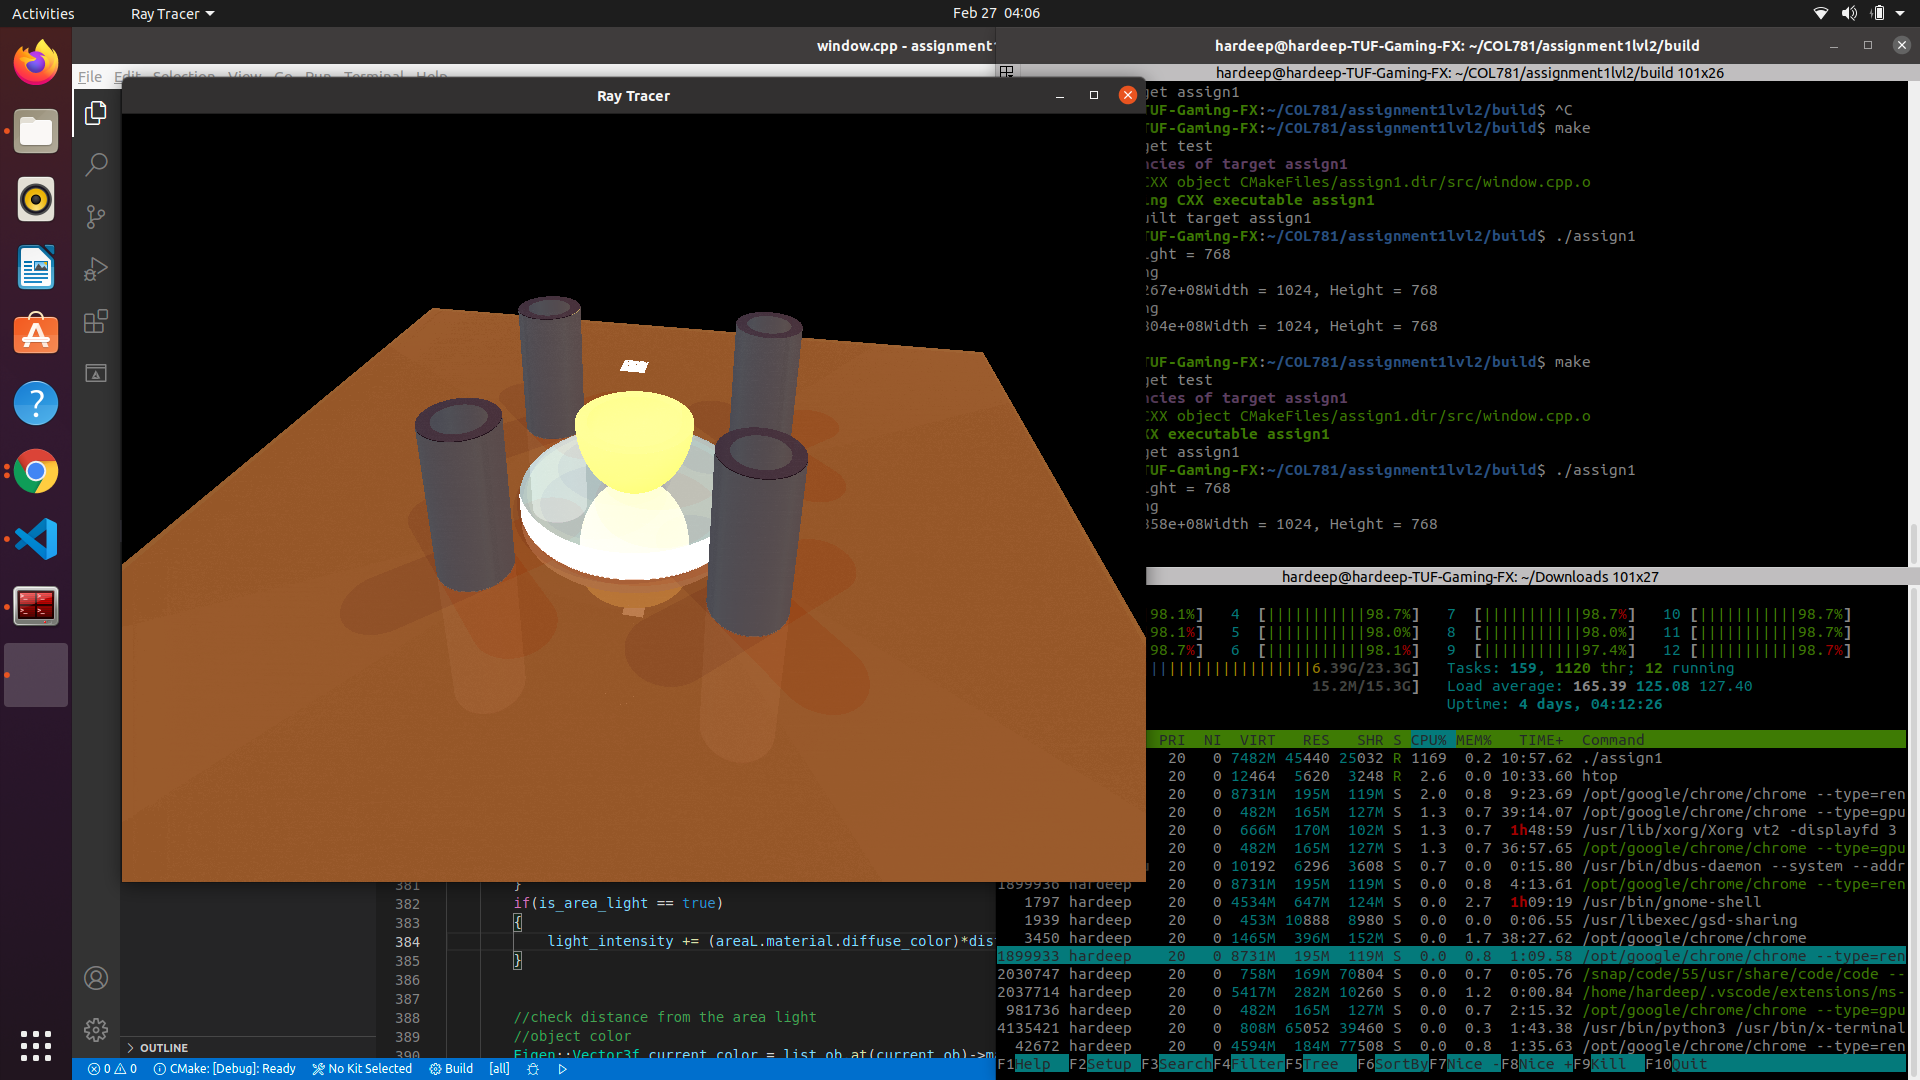 Activities
Ray Tracer
Feb 27 04:06
window.cpp - assignment
hardeep@hardeep-TUF-Gaming-FX: ~/COL781/assignment1lvl2/build
File Edit Selection View Go Run Terminal Help
hardeep@hardeep-TUF-Gaming-FX: ~/COL781/assignment1lvl2/build 101x26
Ray Tracer
get assign1
TUF-Gaming-FX:~/COL781/assignment1lvl2/build$ ^C
TUF-Gaming-FX:~/COL781/assignment1lvl2/build$ make
get test
ncies of target assign1
CXX object CMakeFiles/assign1.dir/src/window.cpp.o
ing CXX executable assign1
uilt target assign1
TUF-Gaming-FX:~/COL781/assignment1lvl2/build$ ./assign1
ight = 768
ng
267e+08Width = 1024, Height = 768
ng
304e+08Width = 1024, Height = 768
TUF-Gaming-FX:~/COL781/assignment1lvl2/build$ make
get test
ncies of target assign1
CXX object CMakeFiles/assign1.dir/src/window.cpp.o
XX executable assign1
get assign1
TUF-Gaming-FX:~/COL781/assignment1lvl2/build$ ./assign1
ight = 768
ng
358e+08Width = 1024, Height = 768
hardeep@hardeep-TUF-Gaming-FX: ~/Downloads 101x27
98.1%] 4 [|||||||||||98.7%] 7 [|||||||||||98.7%] 10 [|||||||||||98.7%]
98.1%] 5 [|||||||||||98.0%] 8 [|||||||||||98.0%] 11 [|||||||||||98.7%]
98.7%] 6 [|||||||||||98.1%] 9 [|||||||||||97.4%] 12 [|||||||||||98.7%]
||||||||||||||||||6.39G/23.3G] Tasks: 159, 1120 thr; 12 running
15.2M/15.3G] Load average: 165.39 125.08 127.40
Uptime: 4 days, 04:12:26
PRI NI VIRT RES SHR S CPU% MEM% TIME+ Command
20 0 7482M 45440 25032 R 1169 0.2 10:57.62 ./assign1
20 0 12464 5620 3248 R 2.6 0.0 10:33.60 htop
20 0 8731M 195M 119M S 2.0 0.8 9:23.69 /opt/google/chrome/chrome --type=ren
20 0 482M 165M 127M S 1.3 0.7 39:14.07 /opt/google/chrome/chrome --type=gpu
20 0 666M 170M 102M S 1.3 0.7 1h48:59 /usr/lib/xorg/Xorg vt2 -displayfd 3
20 0 482M 165M 127M S 1.3 0.7 36:57.65 /opt/google/chrome/chrome --type=gpu
20 0 10192 6296 3608 S 0.7 0.0 0:15.80 /usr/bin/dbus-daemon --system --addr
1899936 hardeep 20 0 8731M 195M 119M S 0.0 0.8 4:13.61 /opt/google/chrome/chrome --type=ren
1797 hardeep 20 0 4534M 647M 124M S 0.0 2.7 1h09:19 /usr/bin/gnome-shell
1939 hardeep 20 0 453M 10888 8980 S 0.0 0.0 0:06.55 /usr/libexec/gsd-sharing
3450 hardeep 20 0 1465M 396M 152M S 0.0 1.7 38:27.62 /opt/google/chrome/chrome
1899933 hardeep 20 0 8731M 195M 119M S 0.0 0.8 1:09.58 /opt/google/chrome/chrome --type=ren
2030747 hardeep 20 0 758M 169M 70804 S 0.0 0.7 0:05.76 /snap/code/55/usr/share/code/code --
2037714 hardeep 20 0 5417M 282M 10260 S 0.0 1.2 0:00.84 /home/hardeep/.vscode/extensions/ms-
981736 hardeep 20 0 482M 165M 127M S 0.0 0.7 2:15.32 /opt/google/chrome/chrome --type=gpu
4135421 hardeep 20 0 808M 65052 39460 S 0.0 0.3 1:43.38 /usr/bin/python3 /usr/bin/x-terminal
42672 hardeep 20 0 4594M 184M 77508 S 0.0 0.8 1:35.63 /opt/google/chrome/chrome --type=ren
F1Help F2Setup F3SearchF4FilterF5Tree F6SortByF7Nice -F8Nice +F9Kill F10Quit
381 }
382 if(is_area_light == true)
383 {
384 light_intensity += (areaL.material.diffuse_color)*dis
385 }
386
387
388 //check distance from the area light
389 //object color
390 Eigen::Vector3f current_color = list_ob.at(current_ob)->m
OUTLINE
0 0 CMake: [Debug]: Ready No Kit Selected Build [all]